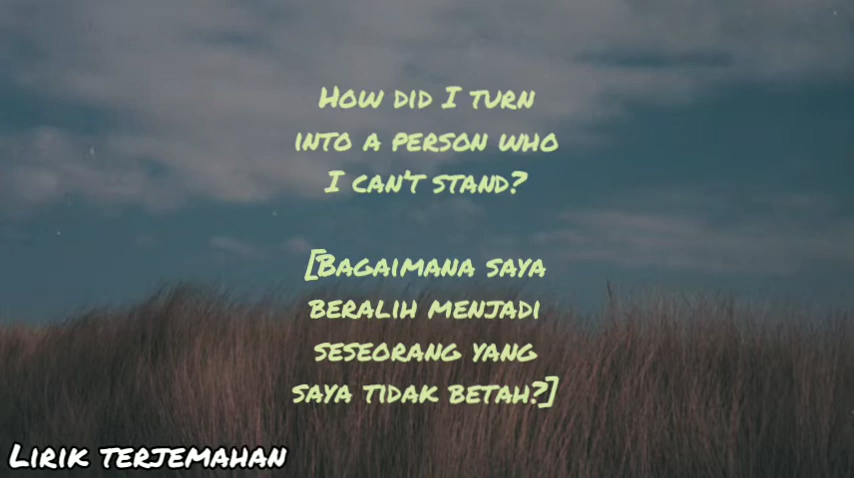 How did I turn
into a person who
I can't stand?
[Bagaimana saya
beralih menjadi
seseorang yang
saya tidak betah?]
Lirik terjemahan